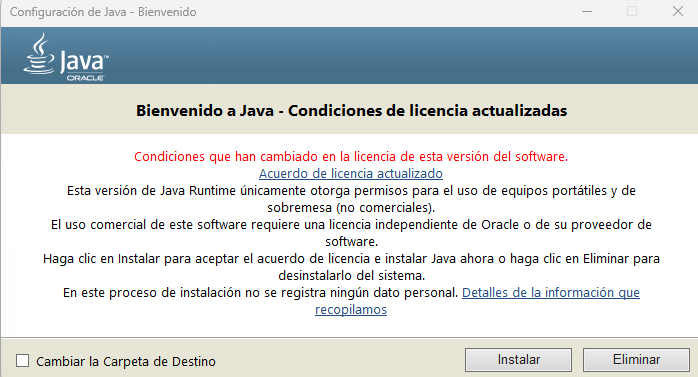 Configuración de Java - Bienvenido
Java™
ORACLE
Bienvenido a Java - Condiciones de licencia actualizadas
Condiciones que han cambiado en la licencia de esta versión del software.
Acuerdo de licencia actualizado
Esta versión de Java Runtime únicamente otorga permisos para el uso de equipos portátiles y de
sobremesa (no comerciales).
El uso comercial de este software requiere una licencia independiente de Oracle o de su proveedor de
software.
Haga clic en Instalar para aceptar el acuerdo de licencia e instalar Java ahora o haga clic en Eliminar para
desinstalarlo del sistema.
En este proceso de instalación no se registra ningún dato personal. Detalles de la información que
recopilamos
Cambiar la Carpeta de Destino
Instalar
Eliminar